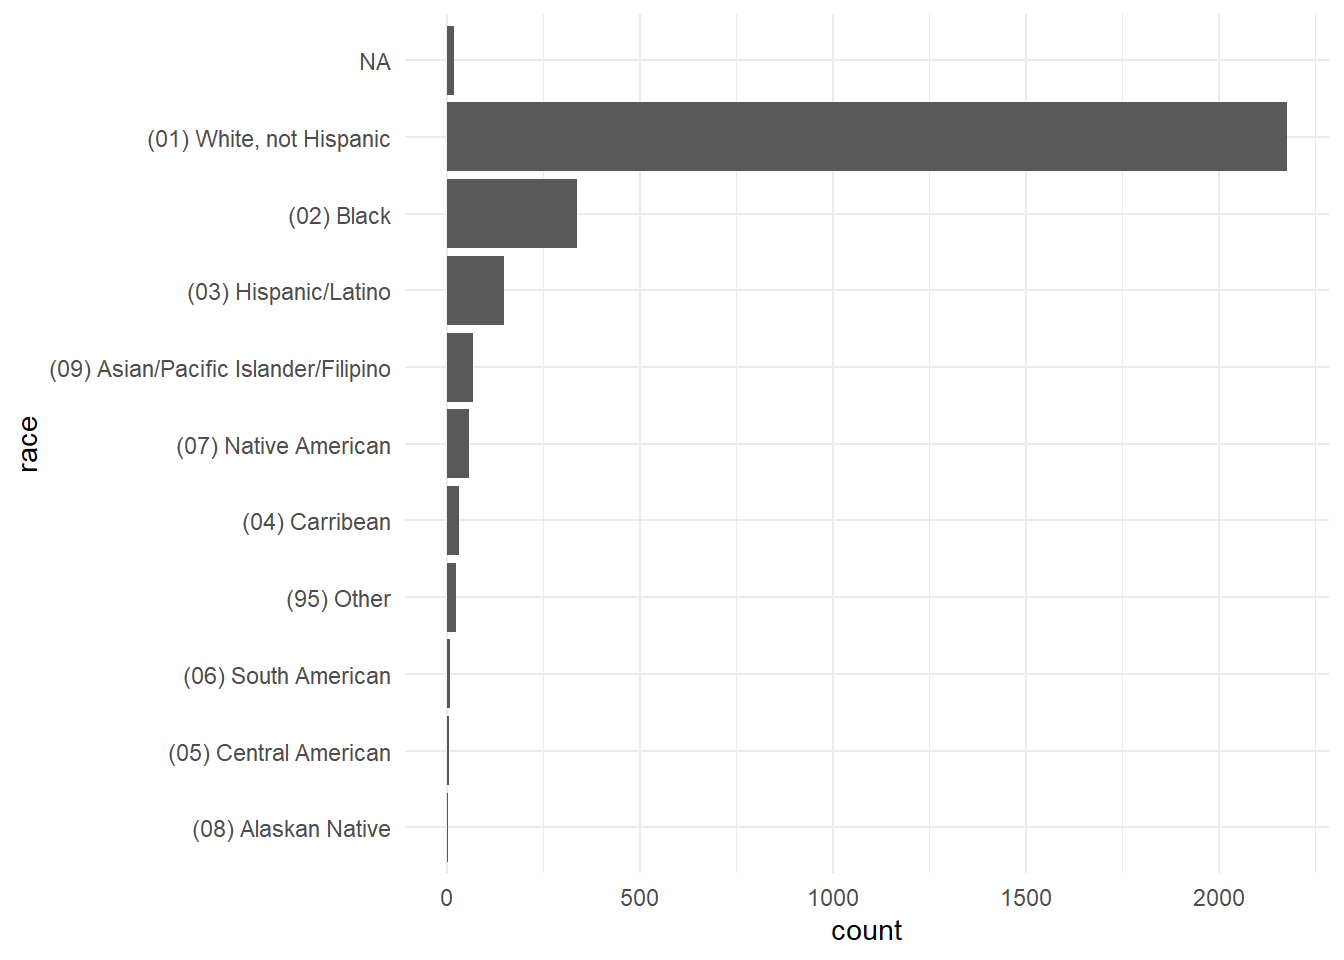 NA
(01) White, not Hispanic
(02) Black
(03) Hispanic/Latino
(09) Asian/Pacific Islander/Filipino
(07) Native American
(04) Carribean
(95) Other
(06) South American
(05) Central American
(08) Alaskan Native
race
0 500 1000 1500 2000
count